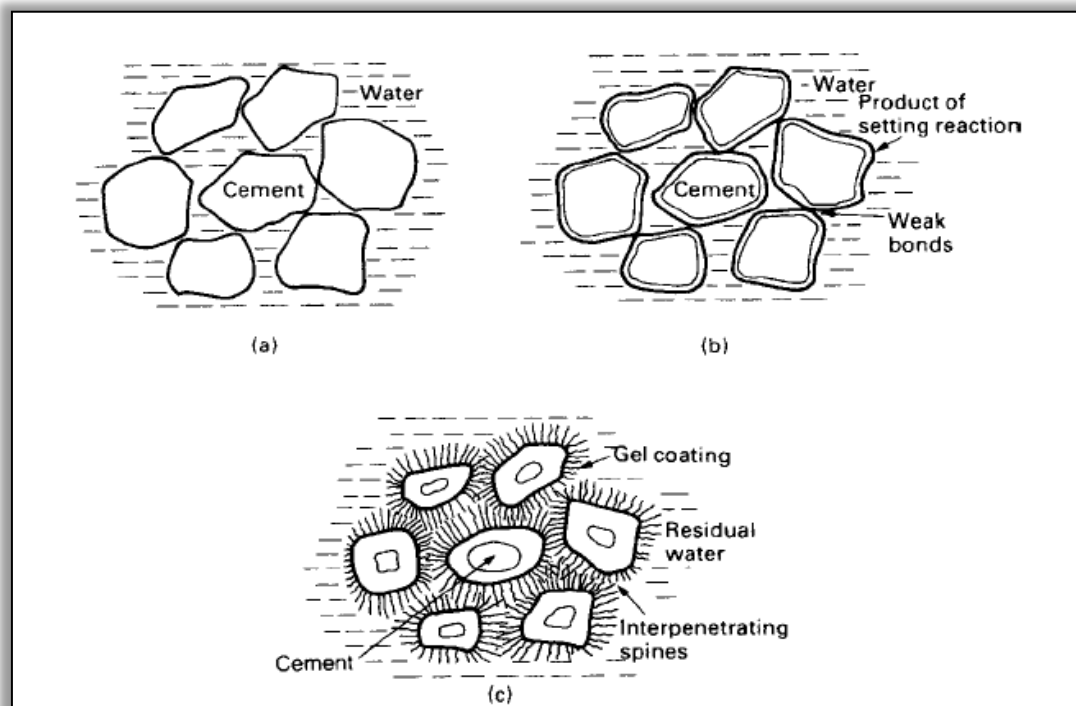 Water
Cement
(a)
Water
Product of
setting reaction
Cement
Weak
bonds
(b)
Gel coating
Residual
water
Interpenetrating
spines
Cement
(c)